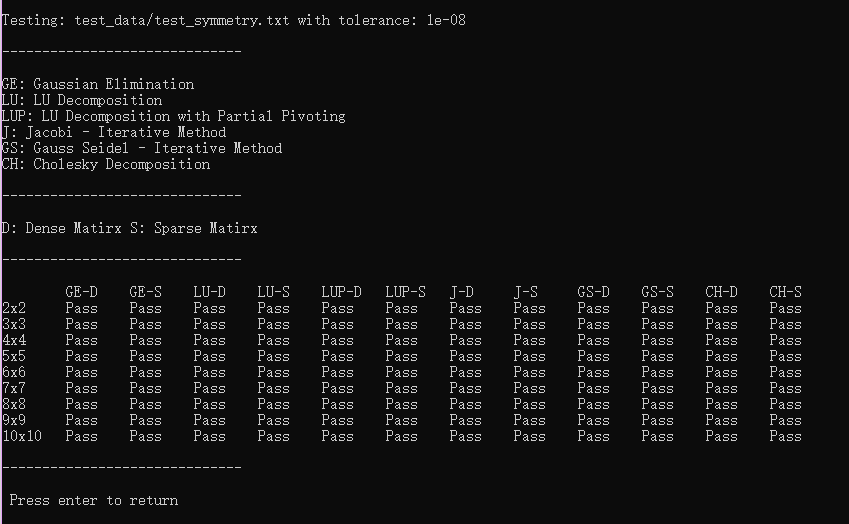 Testing: test_data/test_symmetry.txt with tolerance: 1e-08
------------------------------
GE: Gaussian Elimination
LU: LU Decomposition
LUP: LU Decomposition with Partial Pivoting
J: Jacobi - Iterative Method
GS: Gauss Seidel - Iterative Method
CH: Cholesky Decomposition
------------------------------
D: Dense Matirx S: Sparse Matirx
------------------------------
GE-D GE-S LU-D LU-S LUP-D LUP-S J-D J-S GS-D GS-S CH-D CH-S
2x2 Pass Pass Pass Pass Pass Pass Pass Pass Pass Pass Pass Pass
3x3 Pass Pass Pass Pass Pass Pass Pass Pass Pass Pass Pass Pass
4x4 Pass Pass Pass Pass Pass Pass Pass Pass Pass Pass Pass Pass
5x5 Pass Pass Pass Pass Pass Pass Pass Pass Pass Pass Pass Pass
6x6 Pass Pass Pass Pass Pass Pass Pass Pass Pass Pass Pass Pass
7x7 Pass Pass Pass Pass Pass Pass Pass Pass Pass Pass Pass Pass
8x8 Pass Pass Pass Pass Pass Pass Pass Pass Pass Pass Pass Pass
9x9 Pass Pass Pass Pass Pass Pass Pass Pass Pass Pass Pass Pass
10x10 Pass Pass Pass Pass Pass Pass Pass Pass Pass Pass Pass Pass
------------------------------
Press enter to return